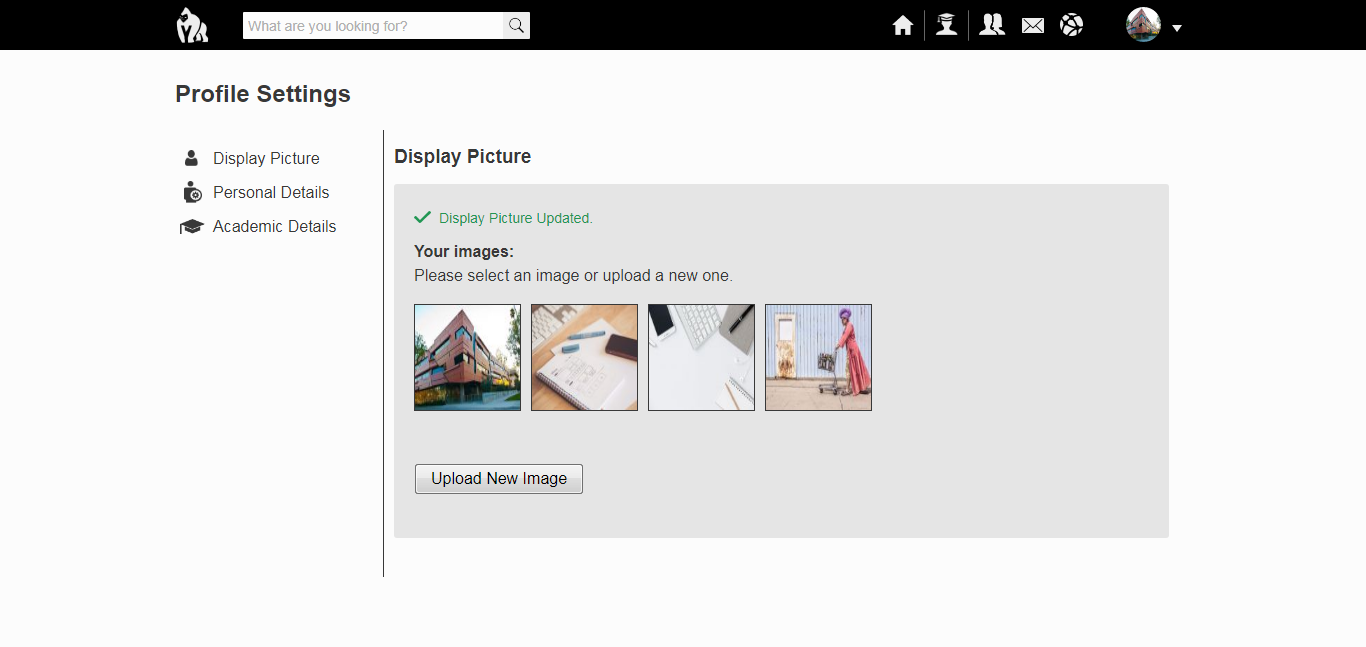 What are you looking for?
Profile Settings
Display Picture
Personal Details
Academic Details
Display Picture
Display Picture Updated.
Your images:
Please select an image or upload a new one.
Upload New Image